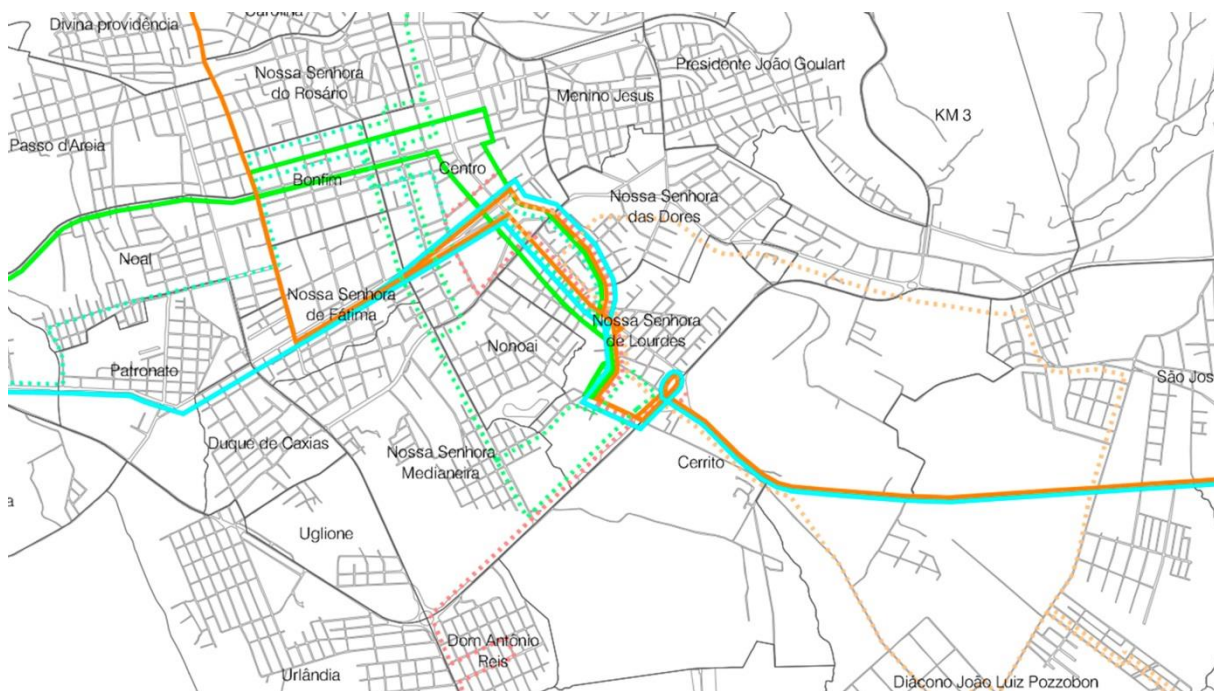 Carolina
Divina providência
Nossa Senhora
do Rosário
Presidente João Goulart
Menino Jesus
KM 3
Passo d'Areia
Centro
Bonfim
Nossa Senhora
das Dores
Noal
Nossa Senhora
de Fátima
Nossa Senhora
de Lourdes
Nonoai
Patronato
São Jos
Duque de Caxias
Nossa Senhora
Medianeira
Cerrito
a
Uglione
Dom Antônio
Reis
Urlândia
Diácono João Luiz Pozzobon